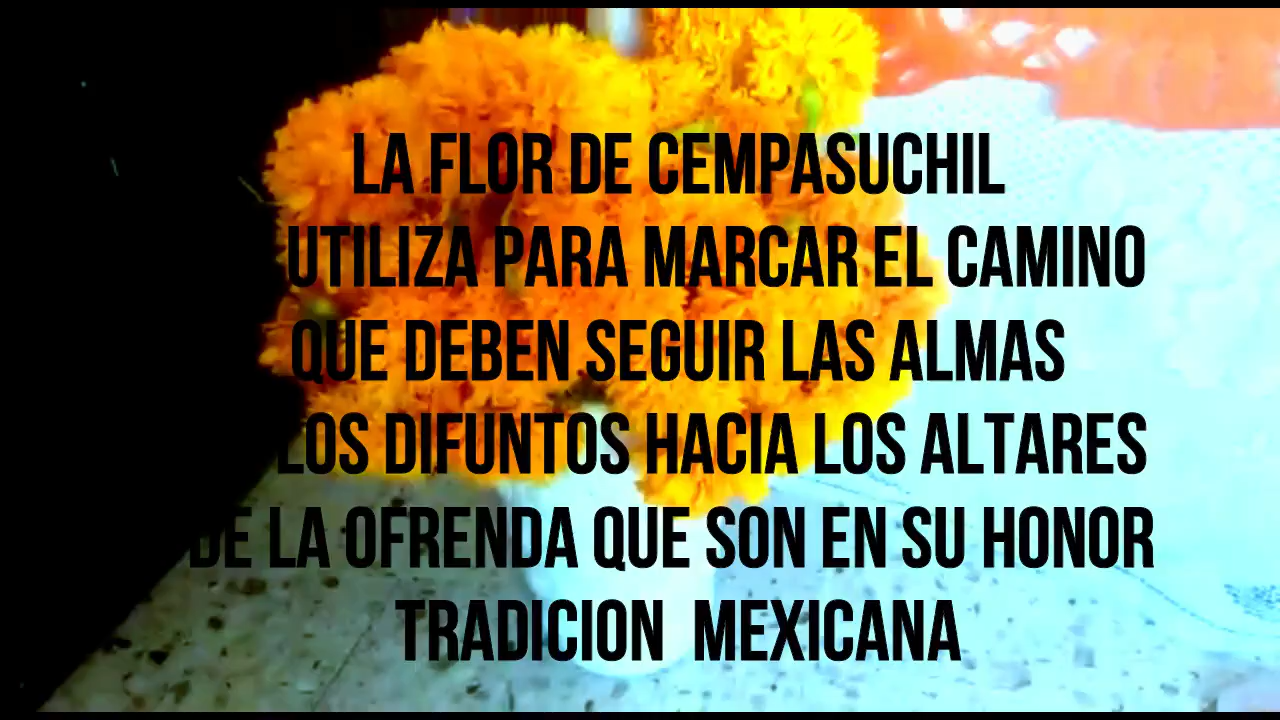 LA FLOR DE CEMPASUCHIL
UTILIZA PARA MARCAR EL CAMINO
QUE DEBEN SEGUIR LAS ALMAS
LOS DIFUNTOS HACIA LOS ALTARES
DE LA OFRENDA QUE SON EN SU HONOR
TRADICION MEXICANA